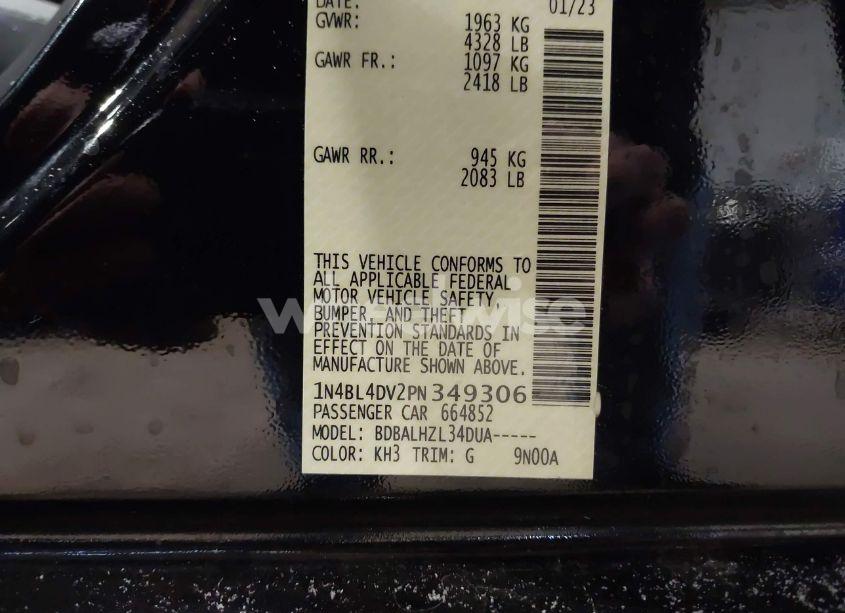 DATE: 01/23
GVWR: 1963 KG
4328 LB
GAWR FR.: 1097 KG
2418 LB
GAWR RR.: 945 KG
2083 LB
THIS VEHICLE CONFORMS TO
ALL APPLICABLE FEDERAL
MOTOR VEHICLE SAFETY,
BUMPER, AND THEFT
PREVENTION STANDARDS IN
EFFECT ON THE DATE OF
MANUFACTURE SHOWN ABOVE.
1N4BL4DV2PN349306
PASSENGER CAR 664852
MODEL: BDBALHZL34DUA-----
COLOR: KH3 TRIM: G 9N00A